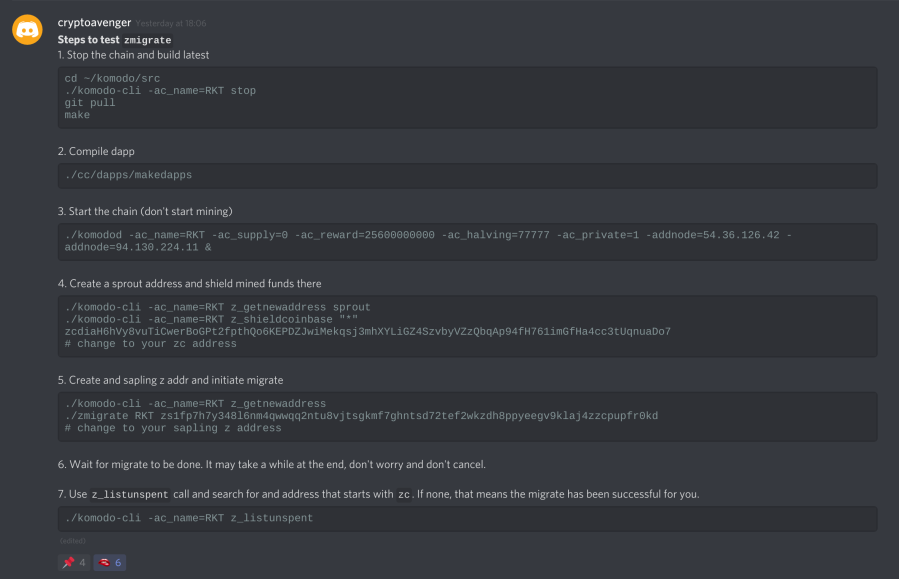 cryptoavenger Yesterday at 18:06
Steps to test zmigrate
1. Stop the chain and build latest
cd ~/komodo/src
./komodo-cli -ac_name=RKT stop
git pull
make
2. Compile dapp
./cc/dapps/makedapps
3. Start the chain (don't start mining)
./komodod -ac_name=RKT -ac_supply=0 -ac_reward=25600000000 -ac_halving=77777 -ac_private=1 -addnode=54.36.126.42 -
addnode=94.130.224.11 &
4. Create a sprout address and shield mined funds there
./komodo-cli -ac_name=RKT z_getnewaddress sprout
./komodo-cli -ac_name=RKT z_shieldcoinbase "*"
zcdiaH6hVy8vuTiCwerBoGPt2fpthQo6KEPDZJwiMekqsj3mhXYLiGZ4SzvbyVZzQbqAp94fH761imGfHa4cc3tUqnuaDo7
# change to your zc address
5. Create and sapling z addr and initiate migrate
./komodo-cli -ac_name=RKT z_getnewaddress
./zmigrate RKT zs1fp7h7y348l6nm4qwwqq2ntu8vjtsgkmf7ghntsd72tef2wkzdh8ppyeegv9klaj4zzcpupfr0kd
# change to your sapling z address
6. Wait for migrate to be done. It may take a while at the end, don't worry and don't cancel.
7. Use z_listunspent call and search for and address that starts with zc. If none, that means the migrate has been successful for you.
./komodo-cli -ac_name=RKT z_listunspent
(edited)
4 6